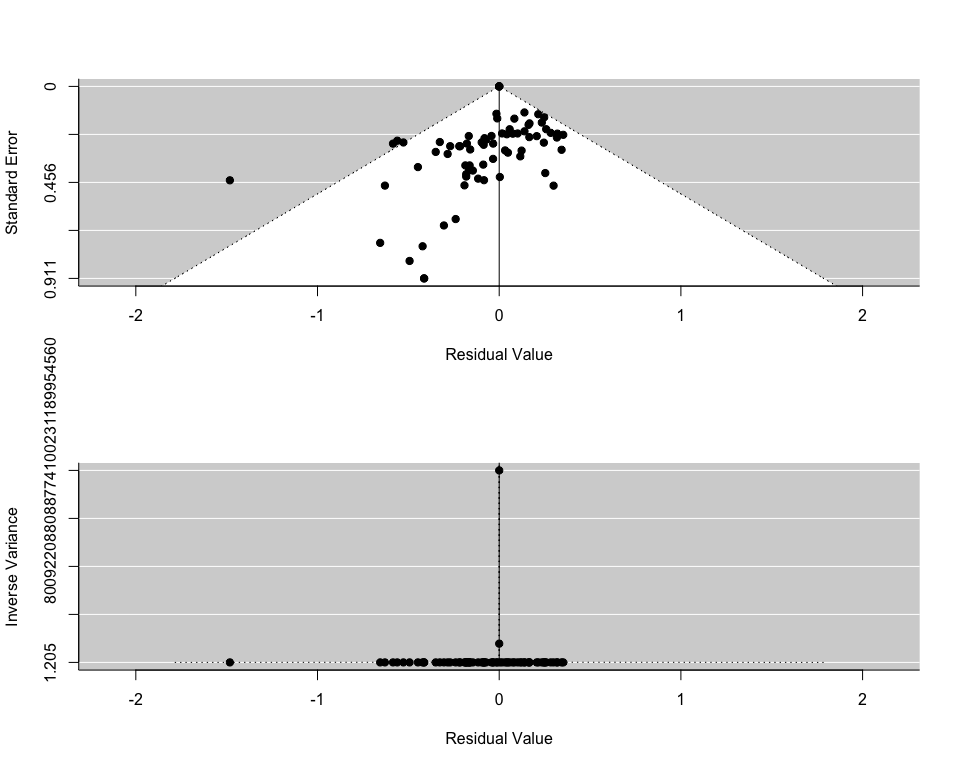 Standard Error
0
0.456
0.911
-2 -1 0 1 2
Residual Value
Inverse Variance
800922088088774100231189954560
1.205
-2 -1 0 1 2
Residual Value